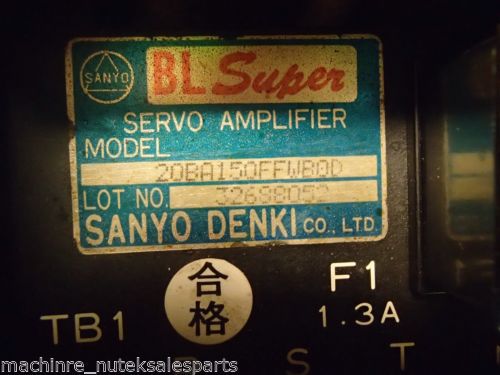 SANYO
BL Super
SERVO AMPLIFIER
MODEL
20BA150FFWB0D
LOT NO. 32698052
SANYO DENKI CO., LTD.
合格
F1
1.3A
TB1
R S T
machinre_nuteksalesparts